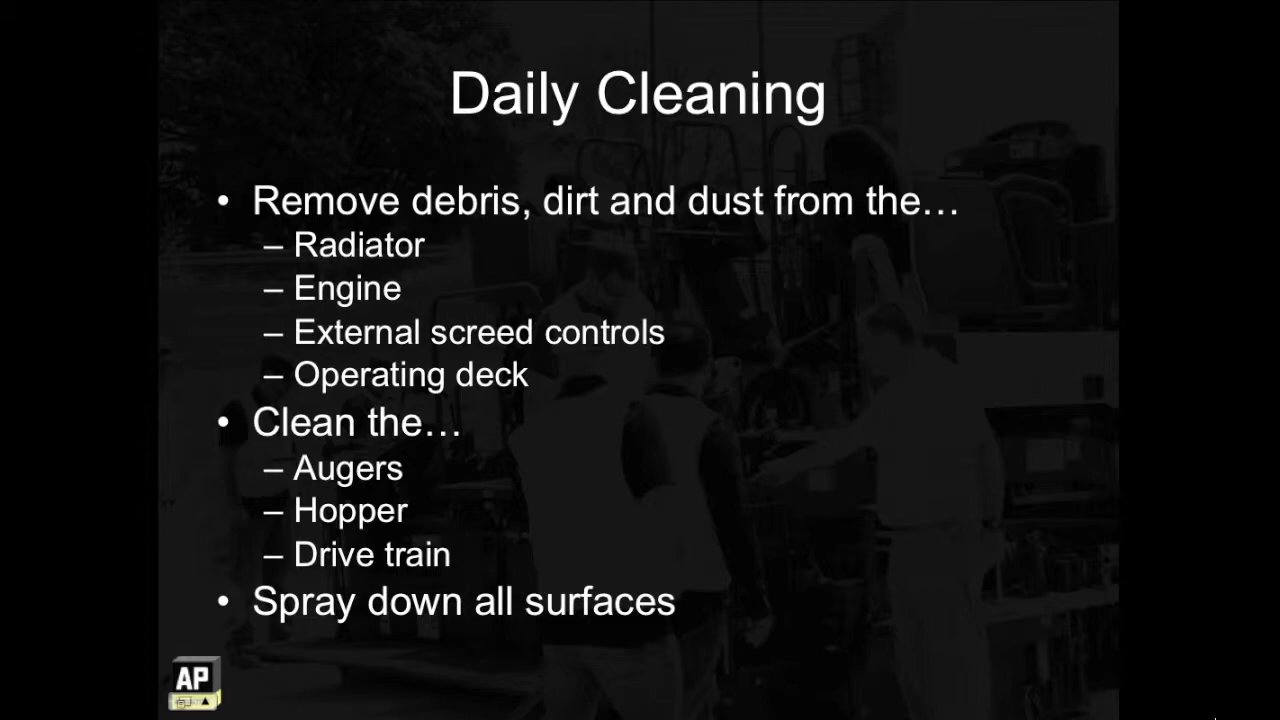 Daily Cleaning
• Remove debris, dirt and dust from the…
– Radiator
– Engine
– External screed controls
– Operating deck
• Clean the…
– Augers
– Hopper
– Drive train
• Spray down all surfaces
AP